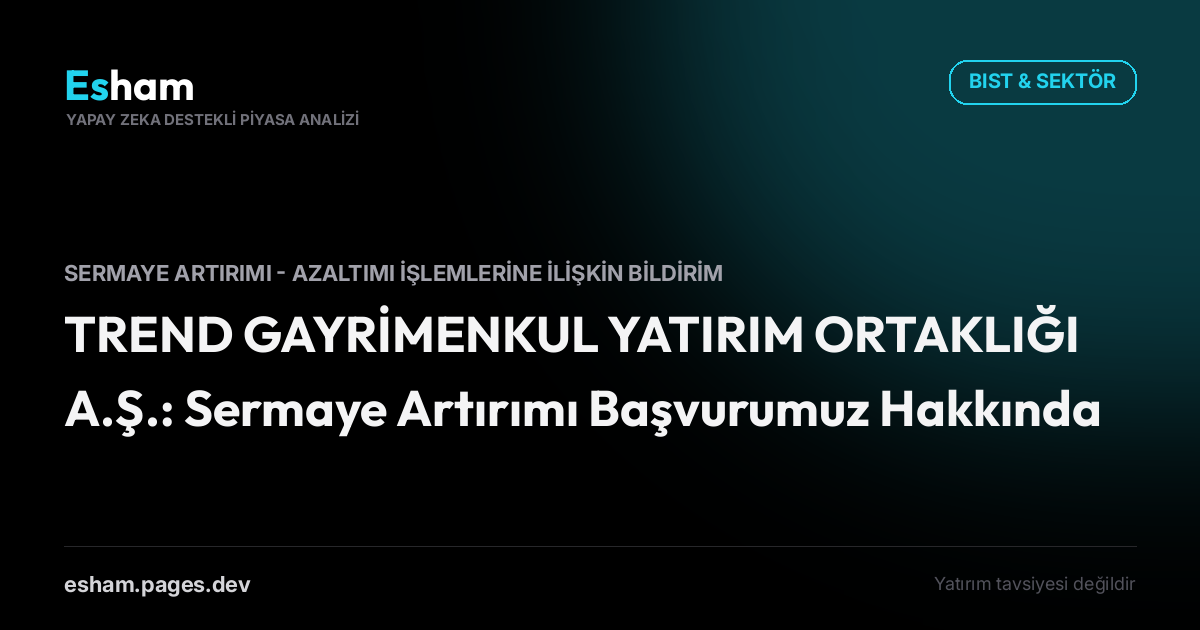 Esham
YAPAY ZEKA DESTEKLİ PİYASA ANALİZİ
BIST & SEKTÖR
SERMAYE ARTIRIMI - AZALTIMI İŞLEMLERİNE İLİŞKİN BİLDİRİM
TREND GAYRİMENKUL YATIRIM ORTAKLIĞI
A.Ş.: Sermaye Artırımı Başvurumuz Hakkında
esham.pages.dev
Yatırım tavsiyesi değildir